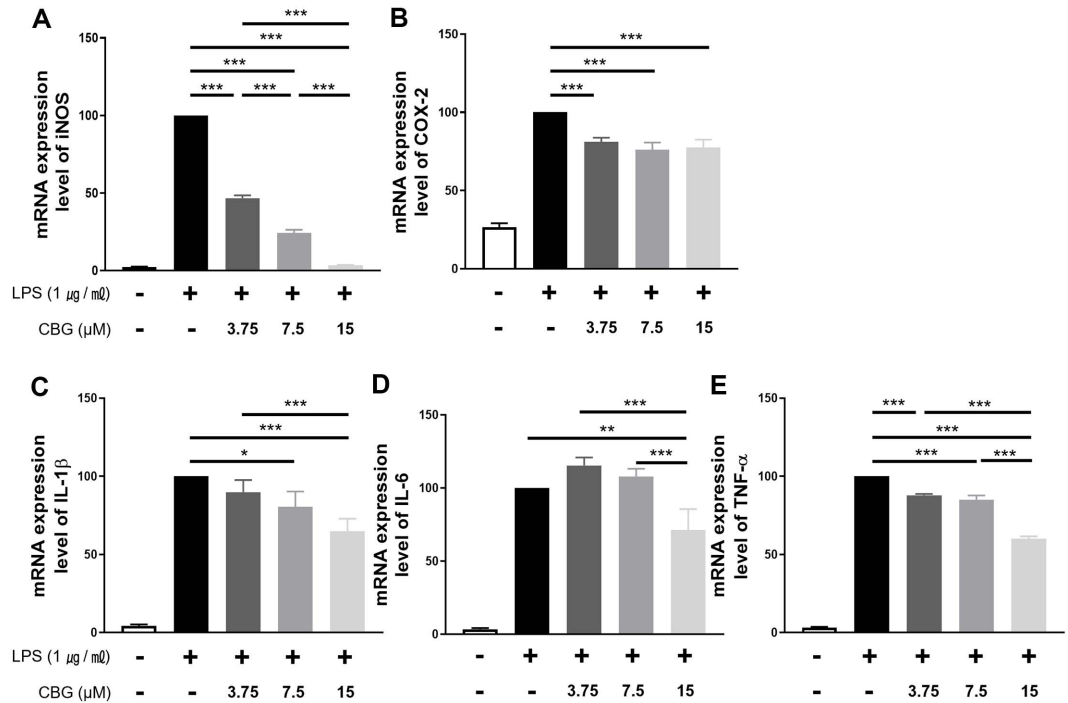 A
mRNA expression
level of iNOS
150
100
50
0
***
***
***
*** *** ***
LPS (1 ㎍ / ㎖) - + + + +
CBG (µM) - - 3.75 7.5 15
B
mRNA expression
level of COX-2
150
100
50
0
***
***
***
- + + + +
- - 3.75 7.5 15
C
mRNA expression
level of IL-1β
150
100
50
0
***
***
*
LPS (1 ㎍ / ㎖) - + + + +
CBG (µM) - - 3.75 7.5 15
D
mRNA expression
level of IL-6
150
100
50
0
***
**
***
- + + + +
- - 3.75 7.5 15
E
mRNA expression
level of TNF-α
150
100
50
0
*** ***
***
*** ***
- + + + +
- - 3.75 7.5 15